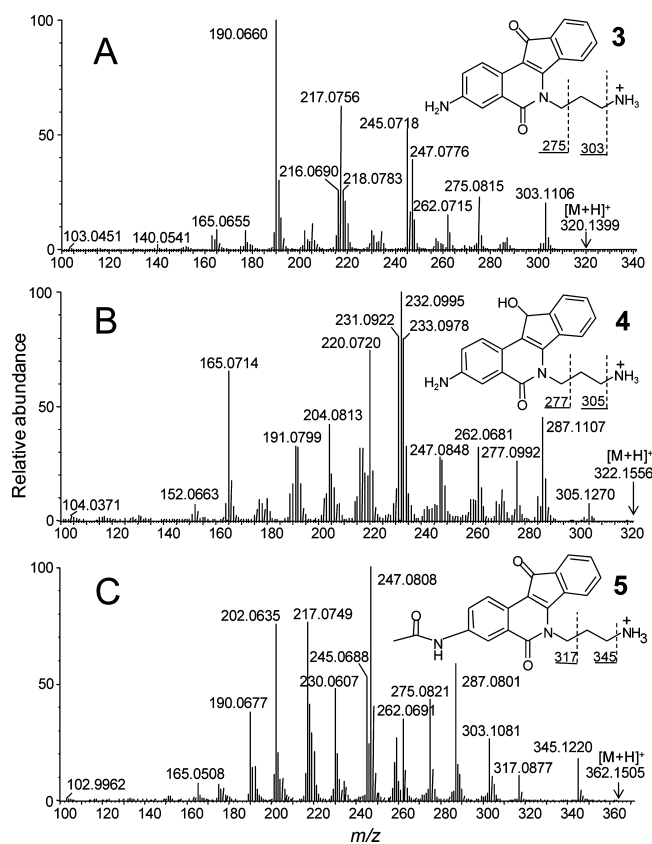 Relative abundance
A
3
100
50
0
190.0660
217.0756
245.0718
247.0776
216.0690
218.0783
275.0815
262.0715
303.1106
165.0655
103.0451
140.0541
[M+H]+
320.1399
O
H2N
N
O
+
NH3
275
303
100 120 140 160 180 200 220 240 260 280 300 320 340
B
4
100
50
0
232.0995
231.0922
233.0978
220.0720
165.0714
204.0813
191.0799
287.1107
262.0681
247.0848
277.0992
152.0663
104.0371
305.1270
[M+H]+
322.1556
HO
H2N
N
O
+
NH3
277
305
100 120 140 160 180 200 220 240 260 280 300 320
C
5
100
50
0
247.0808
202.0635
217.0749
245.0688
287.0801
230.0607
275.0821
262.0691
190.0677
303.1081
345.1220
317.0877
165.0508
102.9962
[M+H]+
362.1505
O
O
N
H
N
O
+
NH3
317
345
100 120 140 160 180 200 220 240 260 280 300 320 340 360
m/z